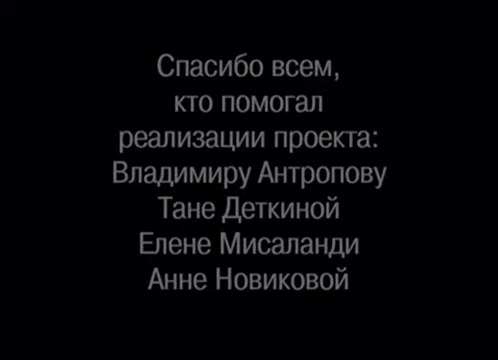 Спасибо всем,
кто помогал
реализации проекта:
Владимиру Антропову
Тане Деткиной
Елене Мисаланди
Анне Новиковой